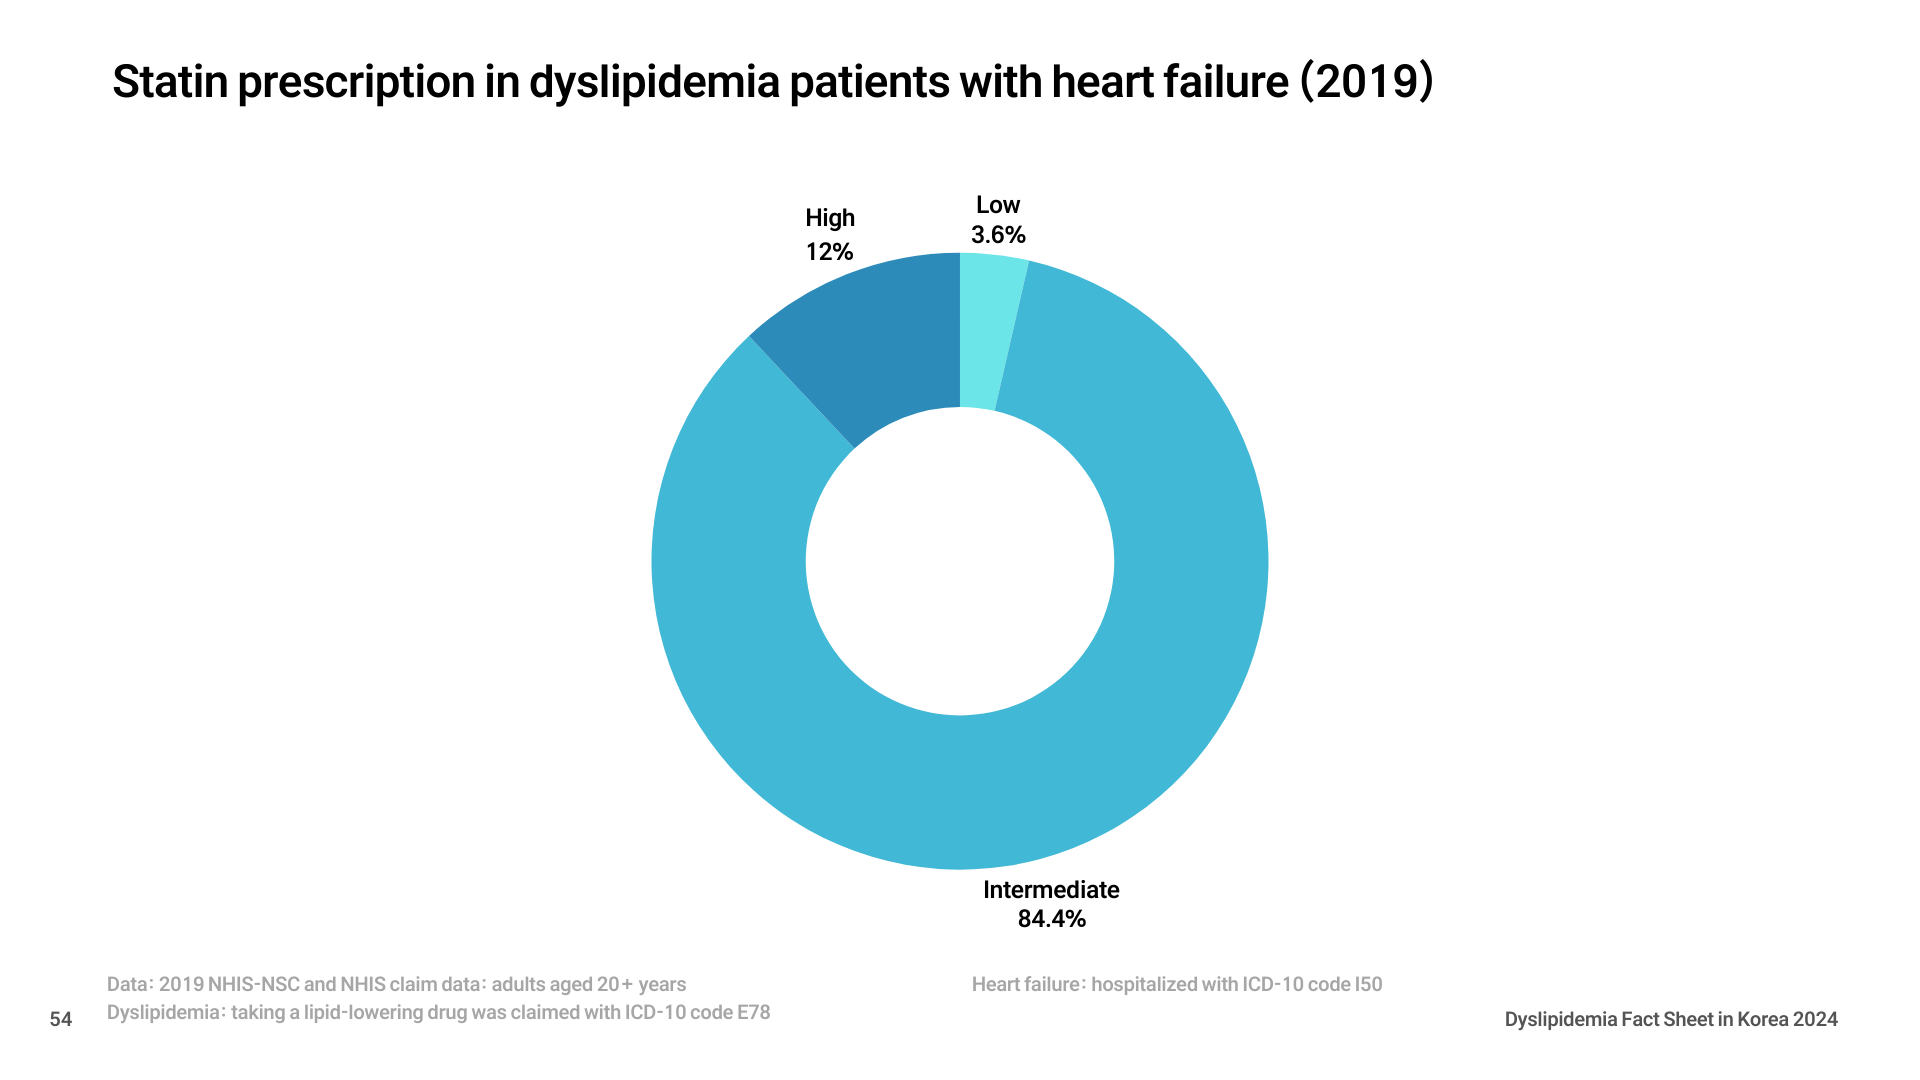 Statin prescription in dyslipidemia patients with heart failure (2019)
High
12%
Low
3.6%
Intermediate
84.4%
Data: 2019 NHIS-NSC and NHIS claim data: adults aged 20+ years
Dyslipidemia: taking a lipid-lowering drug was claimed with ICD-10 code E78
Heart failure: hospitalized with ICD-10 code I50
54
Dyslipidemia Fact Sheet in Korea 2024